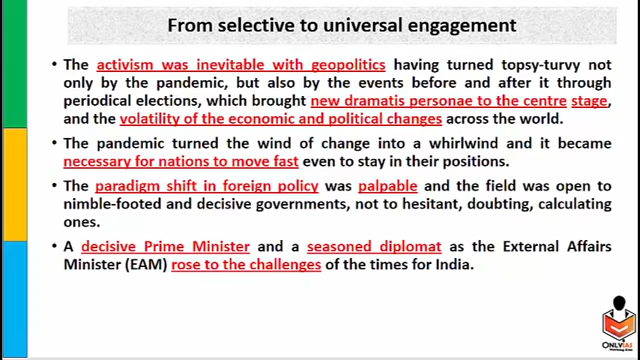 From selective to universal engagement
• The activism was inevitable with geopolitics having turned topsy-turvy not
only by the pandemic, but also by the events before and after it through
periodical elections, which brought new dramatis personae to the centre stage,
and the volatility of the economic and political changes across the world.
• The pandemic turned the wind of change into a whirlwind and it became
necessary for nations to move fast even to stay in their positions.
• The paradigm shift in foreign policy was palpable and the field was open to
nimble-footed and decisive governments, not to hesitant, doubting, calculating
ones.
• A decisive Prime Minister and a seasoned diplomat as the External Affairs
Minister (EAM) rose to the challenges of the times for India.
ONLYIAS